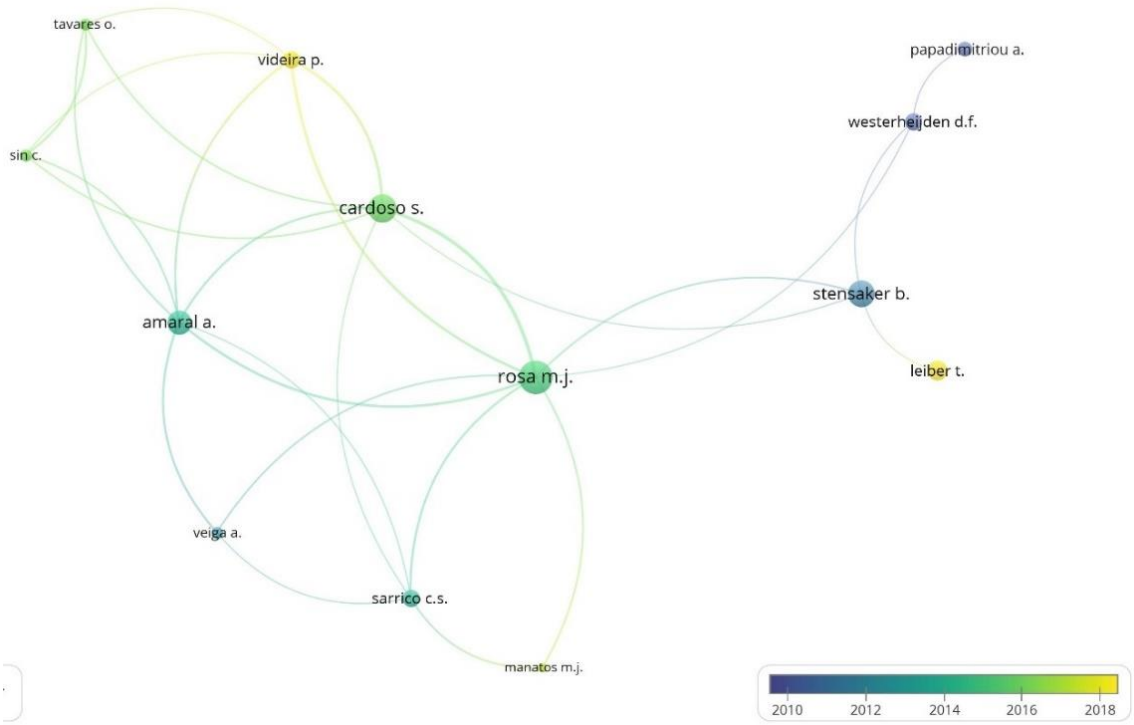 tavares o.
videira p.
papadimitriou a.
westerheijden d.f.
sin c.
cardoso s.
stensaker b.
amaral a.
leiber t.
rosa m.j.
veiga a.
sarrico c.s.
manatos m.j.
2010 2012 2014 2016 2018